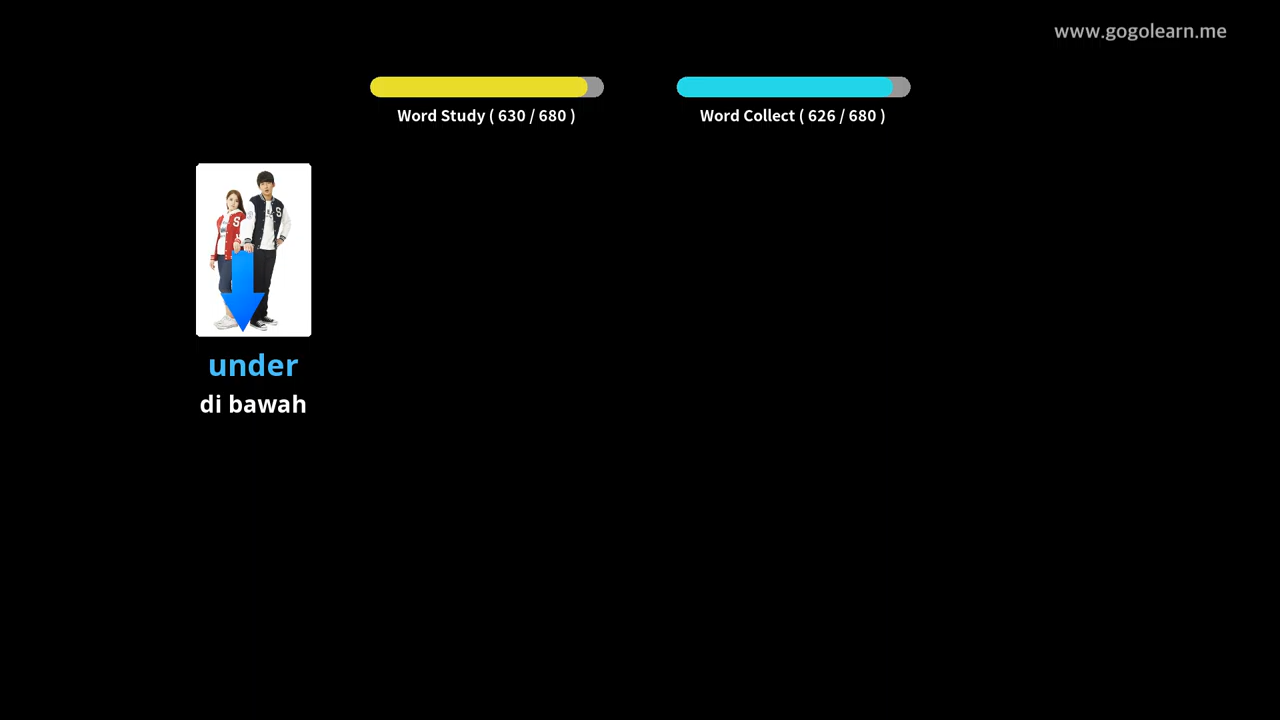 www.gogolearn.me
Word Study ( 630 / 680 )
Word Collect ( 626 / 680 )
S
S
under
di bawah